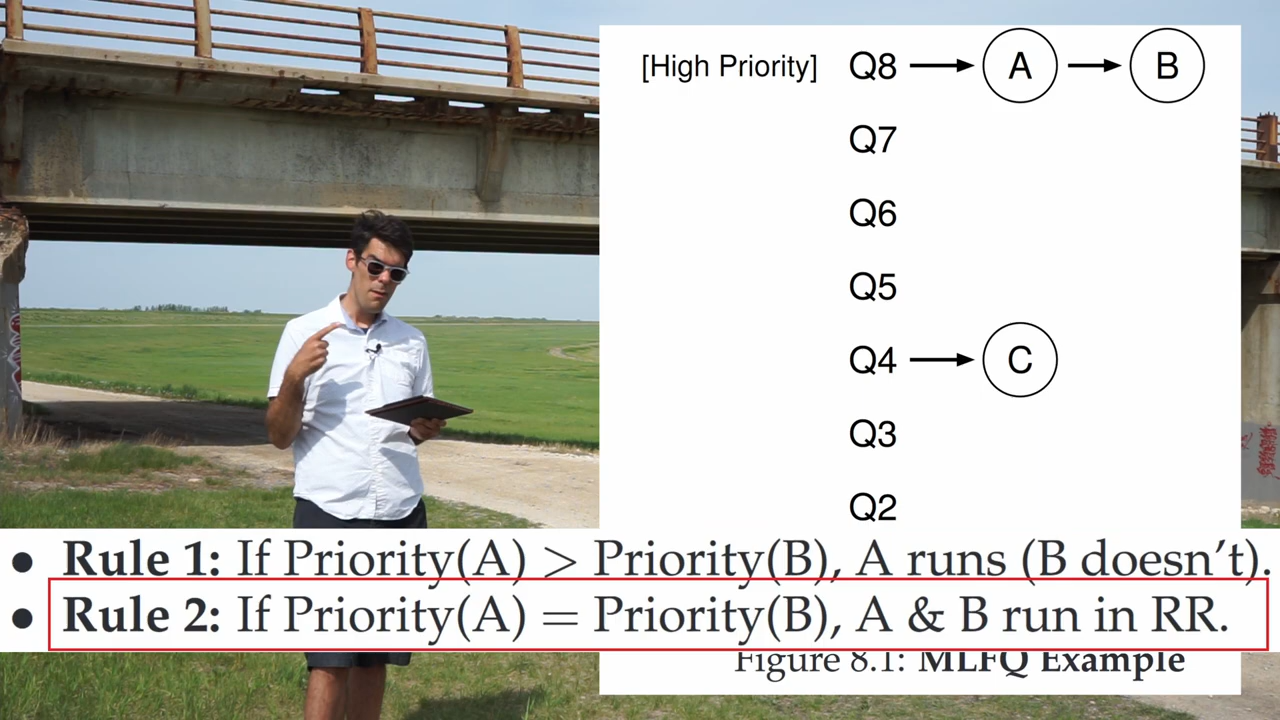 [High Priority] Q8 A B
Q7
Q6
Q5
Q4 C
Q3
Q2
• Rule 1: If Priority(A) > Priority(B), A runs (B doesn't).
• Rule 2: If Priority(A) = Priority(B), A & B run in RR.
Figure 8.1: MLFQ Example